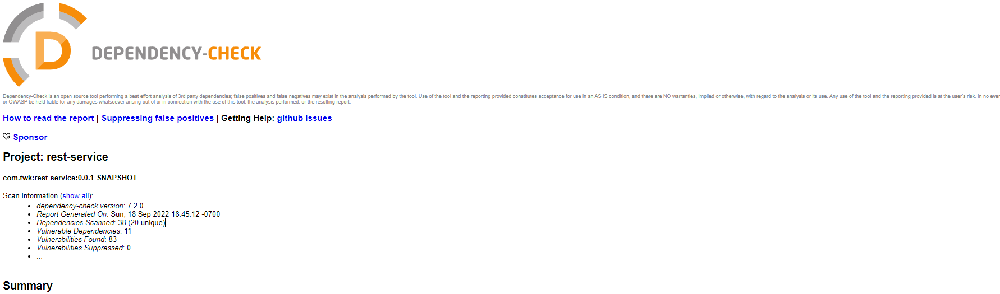 D
DEPENDENCY-CHECK
Dependency-Check is an open source tool performing a best effort analysis of 3rd party dependencies; false positives and false negatives may exist in the analysis performed by the tool. Use of the tool and the reporting provided constitutes acceptance for use in an AS IS condition, and there are NO warranties, implied or otherwise, with regard to the analysis or its use. Any use of the tool and the reporting provided is at the user's risk. In no ever
or OWASP be held liable for any damages whatsoever arising out of or in connection with the use of this tool, the analysis performed, or the resulting report.
How to read the report | Suppressing false positives | Getting Help: github issues
Sponsor
Project: rest-service
com.twk:rest-service:0.0.1-SNAPSHOT
Scan Information (show all):
• dependency-check version: 7.2.0
• Report Generated On: Sun, 18 Sep 2022 18:45:12 -0700
• Dependencies Scanned: 38 (20 unique)
• Vulnerable Dependencies: 11
• Vulnerabilities Found: 83
• Vulnerabilities Suppressed: 0
• ...
Summary